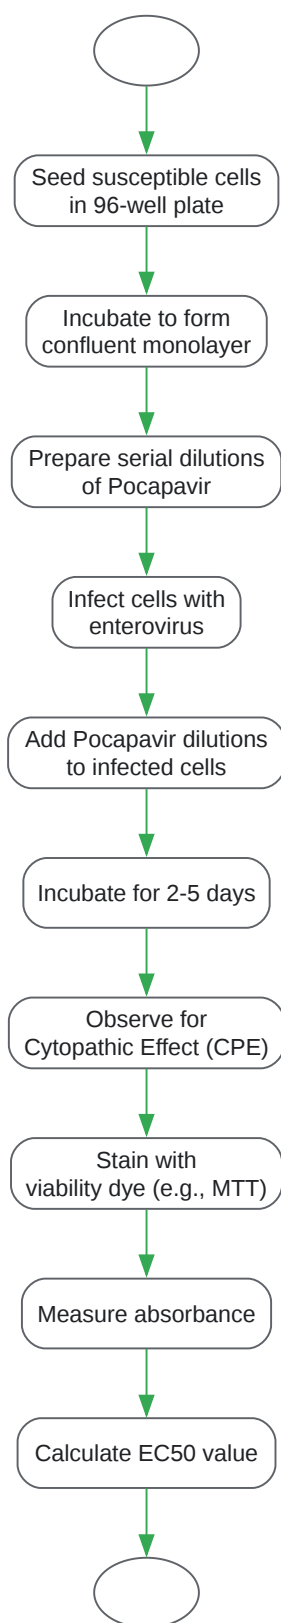 Seed susceptible cells
in 96-well plate
Incubate to form
confluent monolayer
Prepare serial dilutions
of Pocapavir
Infect cells with
enterovirus
Add Pocapavir dilutions
to infected cells
Incubate for 2-5 days
Observe for
Cytopathic Effect (CPE)
Stain with
viability dye (e.g., MTT)
Measure absorbance
Calculate EC50 value